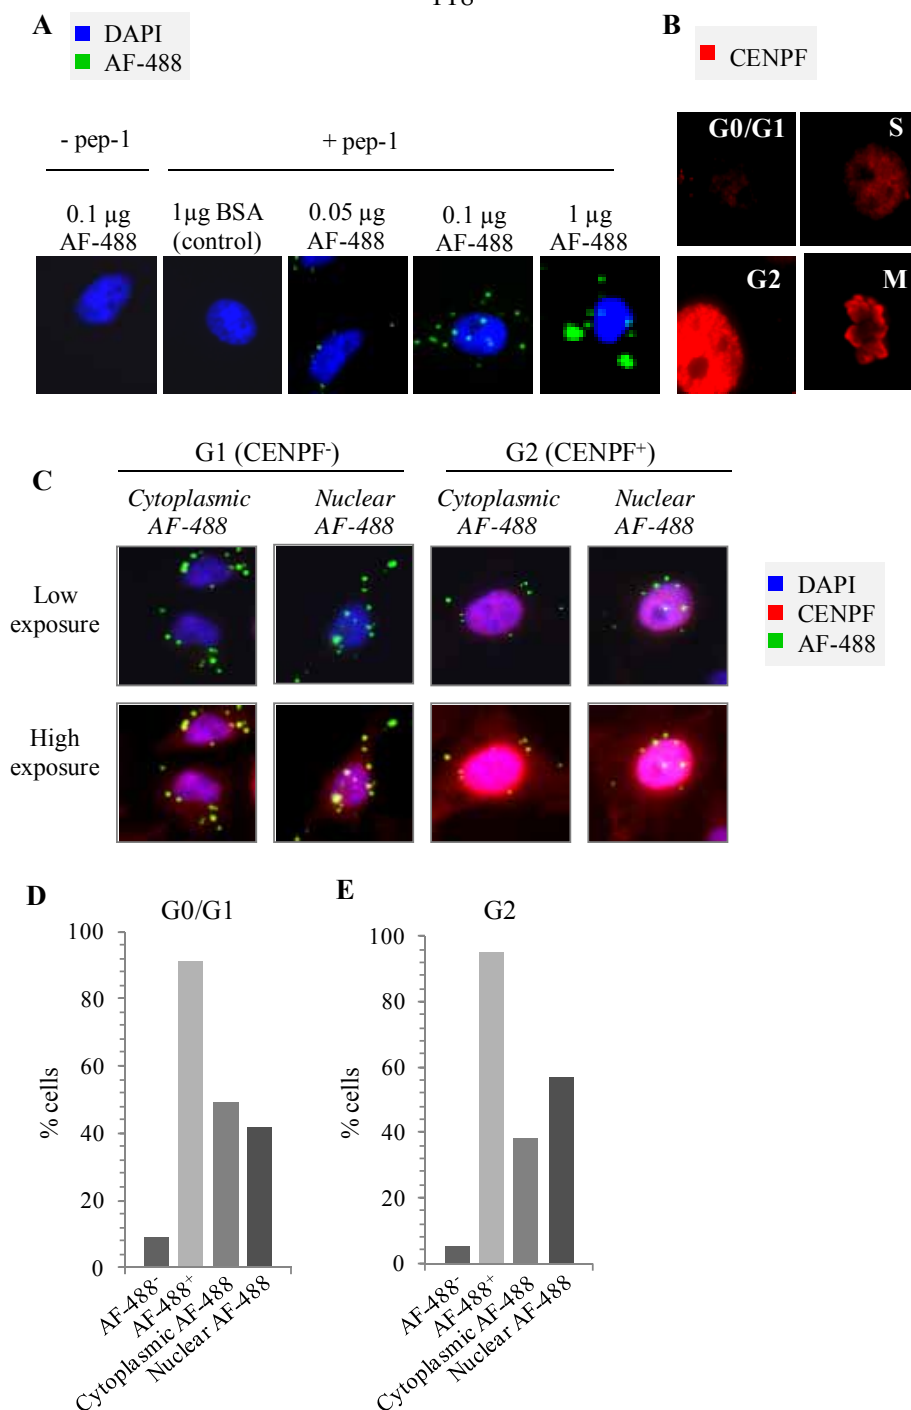 A
DAPI
AF-488
B
CENPF
- pep-1
+ pep-1
0.1 µg
AF-488
1µg BSA
(control)
0.05 µg
AF-488
0.1 µg
AF-488
1 µg
AF-488
G0/G1
S
G2
M
C
G1 (CENPF⁻)
G2 (CENPF⁺)
Cytoplasmic
AF-488
Nuclear
AF-488
Cytoplasmic
AF-488
Nuclear
AF-488
Low
exposure
High
exposure
DAPI
CENPF
AF-488
D
G0/G1
% cells
100
80
60
40
20
0
AF-488⁻
AF-488⁺
Cytoplasmic AF-488
Nuclear AF-488
E
G2
% cells
100
80
60
40
20
0
AF-488⁻
AF-488⁺
Cytoplasmic AF-488
Nuclear AF-488